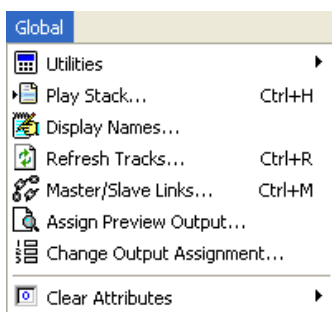 Global
Utilities
Play Stack... Ctrl+H
Display Names...
Refresh Tracks... Ctrl+R
Master/Slave Links... Ctrl+M
Assign Preview Output...
Change Output Assignment...
Clear Attributes